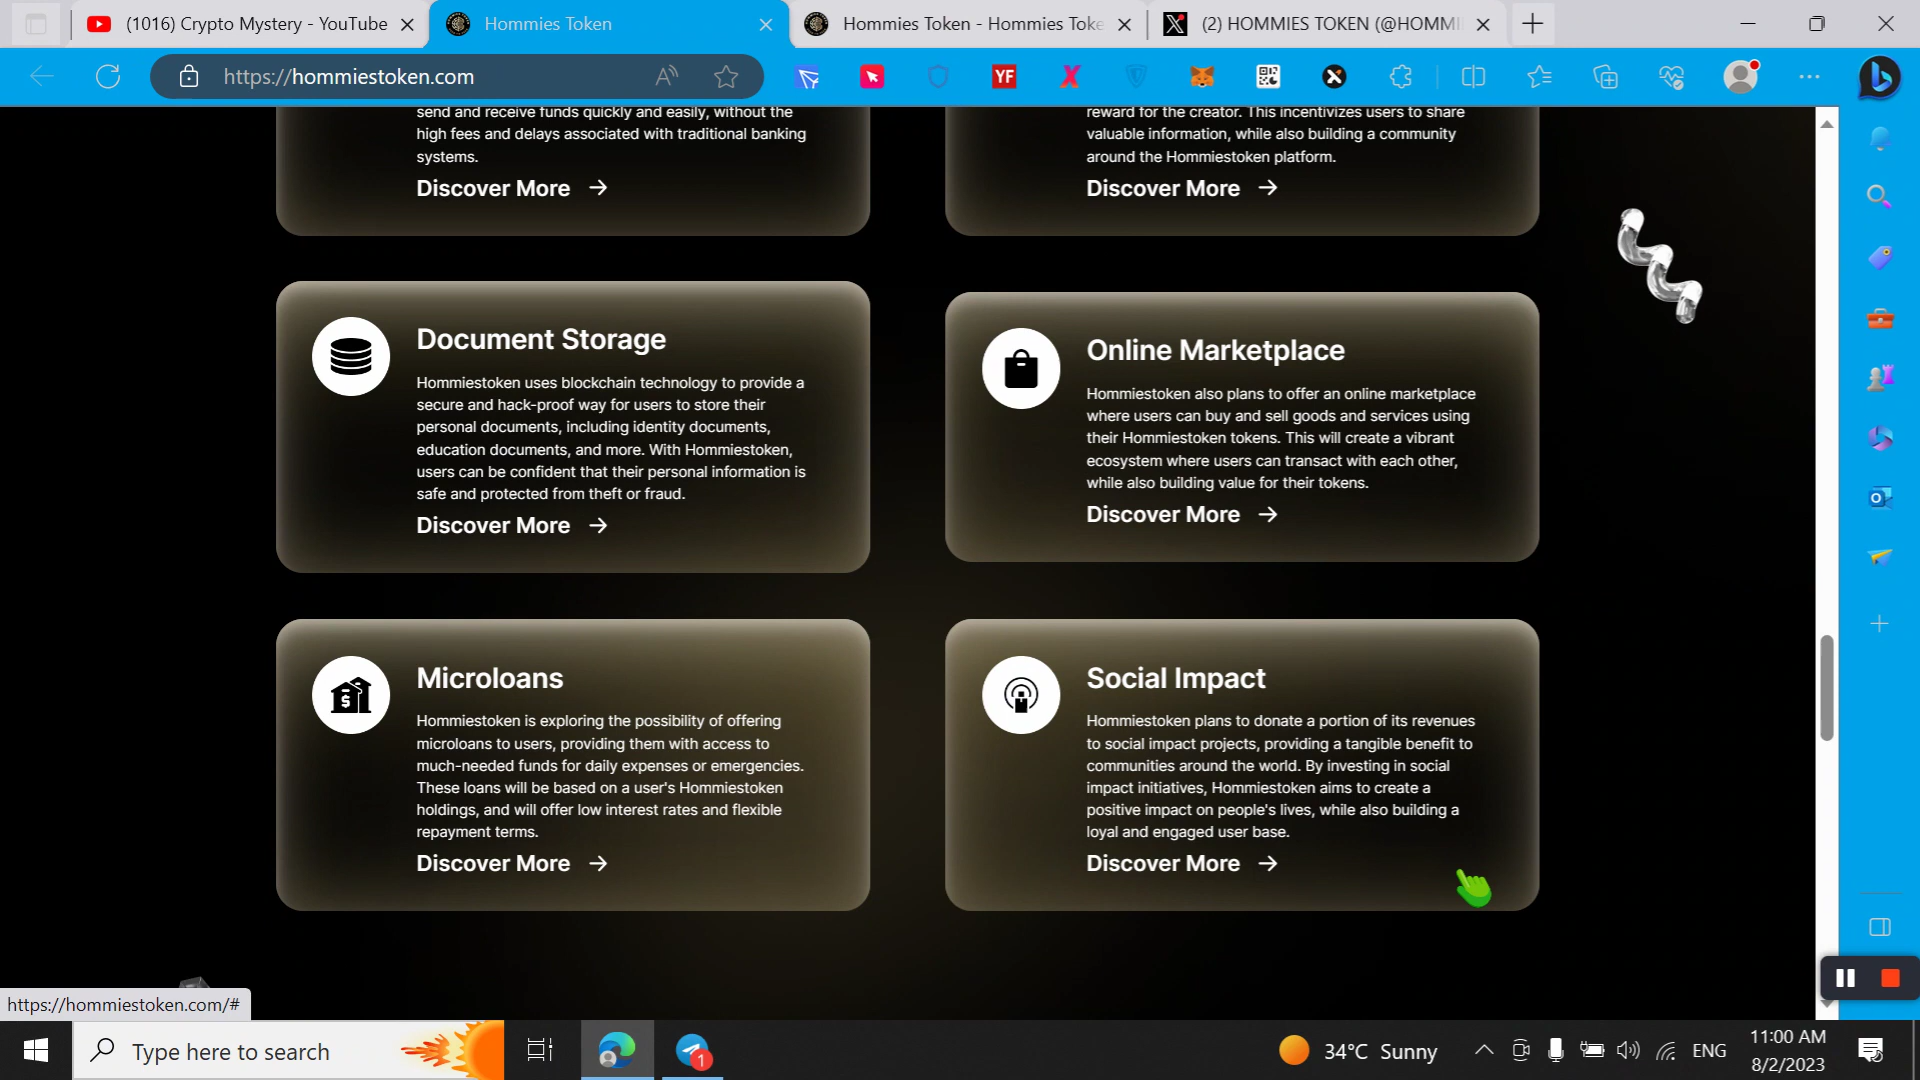 (1016) Crypto Mystery - YouTube
Hommies Token
Hommies Token - Hommies Toke
(2) HOMMIES TOKEN (@HOMMI
https://hommiestoken.com
send and receive funds quickly and easily, without the
high fees and delays associated with traditional banking
systems.
Discover More →
reward for the creator. This incentivizes users to share
valuable information, while also building a community
around the Hommiestoken platform.
Discover More →
Document Storage
Hommiestoken uses blockchain technology to provide a
secure and hack-proof way for users to store their
personal documents, including identity documents,
education documents, and more. With Hommiestoken,
users can be confident that their personal information is
safe and protected from theft or fraud.
Discover More →
Online Marketplace
Hommiestoken also plans to offer an online marketplace
where users can buy and sell goods and services using
their Hommiestoken tokens. This will create a vibrant
ecosystem where users can transact with each other,
while also building value for their tokens.
Discover More →
Microloans
Hommiestoken is exploring the possibility of offering
microloans to users, providing them with access to
much-needed funds for daily expenses or emergencies.
These loans will be based on a user's Hommiestoken
holdings, and will offer low interest rates and flexible
repayment terms.
Discover More →
Social Impact
Hommiestoken plans to donate a portion of its revenues
to social impact projects, providing a tangible benefit to
communities around the world. By investing in social
impact initiatives, Hommiestoken aims to create a
positive impact on people's lives, while also building a
loyal and engaged user base.
Discover More →
https://hommiestoken.com/#
Type here to search
1
34°C Sunny
ENG
11:00 AM
8/2/2023